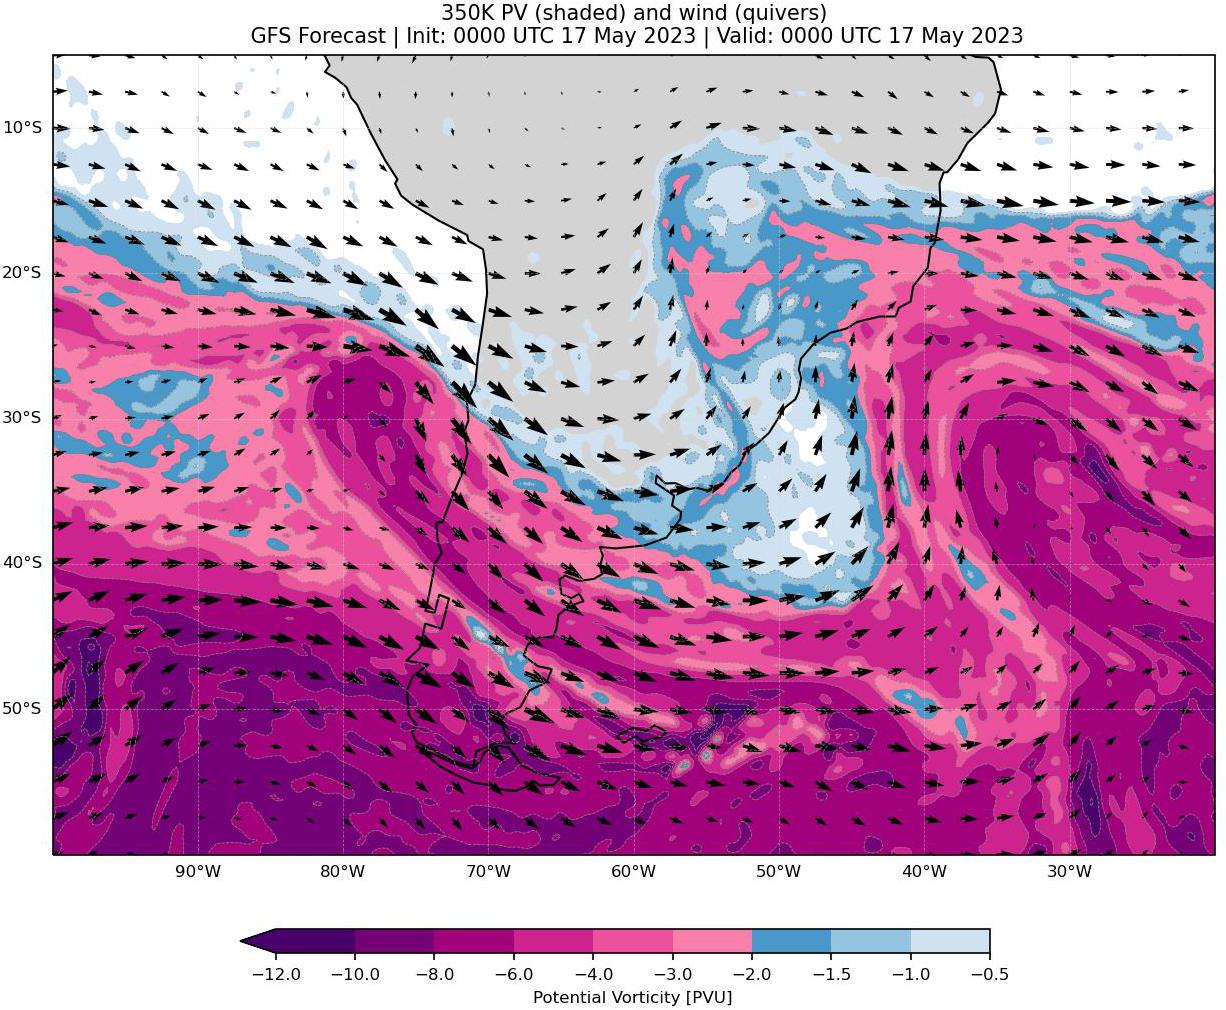 350K PV (shaded) and wind (quivers)
GFS Forecast | Init: 0000 UTC 17 May 2023 | Valid: 0000 UTC 17 May 2023
10°S
20°S
30°S
40°S
50°S
90°W 80°W 70°W 60°W 50°W 40°W 30°W
−12.0 −10.0 −8.0 −6.0 −4.0 −3.0 −2.0 −1.5 −1.0 −0.5
Potential Vorticity [PVU]